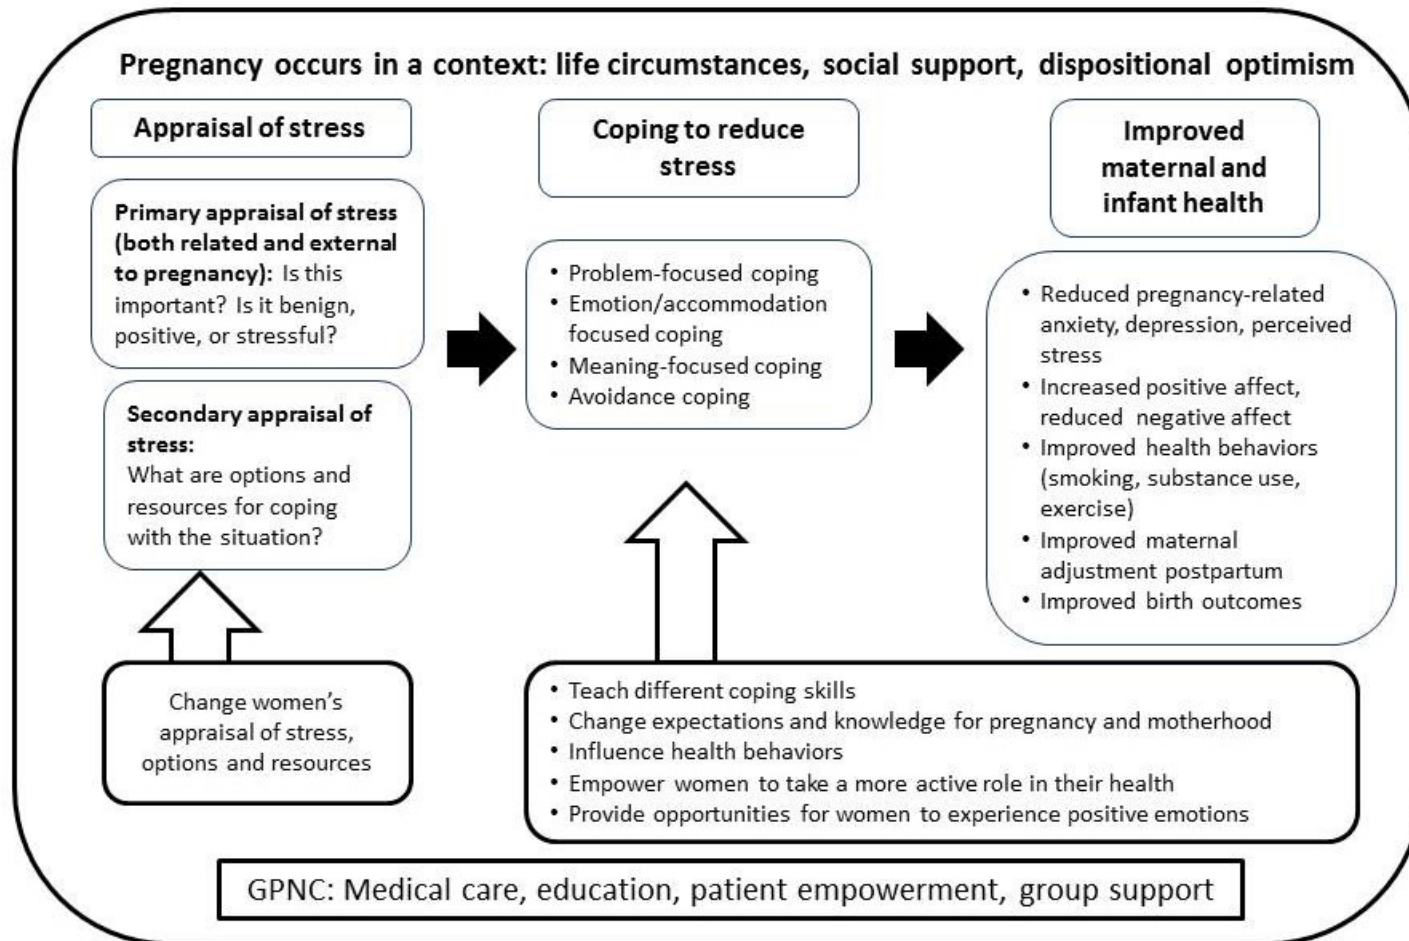 Pregnancy occurs in a context: life circumstances, social support, dispositional optimism
Appraisal of stress
Primary appraisal of stress
(both related and external
to pregnancy): Is this
important? Is it benign,
positive, or stressful?
Secondary appraisal of
stress:
What are options and
resources for coping
with the situation?
Change women's
appraisal of stress,
options and resources
Coping to reduce
stress
• Problem-focused coping
• Emotion/accommodation
focused coping
• Meaning-focused coping
• Avoidance coping
• Teach different coping skills
• Change expectations and knowledge for pregnancy and motherhood
• Influence health behaviors
• Empower women to take a more active role in their health
• Provide opportunities for women to experience positive emotions
Improved
maternal and
infant health
• Reduced pregnancy-related
anxiety, depression, perceived
stress
• Increased positive affect,
reduced negative affect
• Improved health behaviors
(smoking, substance use,
exercise)
• Improved maternal
adjustment postpartum
• Improved birth outcomes
GPNC: Medical care, education, patient empowerment, group support